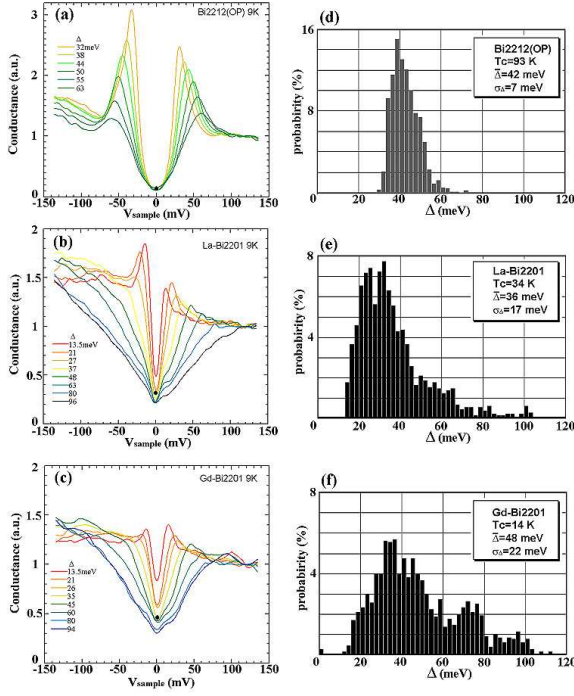 (a)
Bi2212(OP) 9K
Δ
32meV
38
44
50
55
63
Conductance (a.u.)
3
2
1
0
-150 -100 -50 0 50 100 150
Vsample (mV)
(b)
La-Bi2201 9K
Δ
13.5meV
21
27
37
48
63
80
96
Conductance (a.u.)
2
1.5
1
0.5
0
-150 -100 -50 0 50 100 150
Vsample (mV)
(c)
Gd-Bi2201 9K
Δ
13.5meV
21
26
35
45
60
80
94
Conductance (a.u.)
2
1.5
1
0.5
0
-150 -100 -50 0 50 100 150
Vsample (mV)
(d)
Bi2212(OP)
Tc=93 K
Δ̄=42 meV
σΔ=7 meV
probabirity (%)
16
12
8
4
0 20 40 60 80 100 120
Δ (meV)
(e)
La-Bi2201
Tc=34 K
Δ̄=36 meV
σΔ=17 meV
probabirity (%)
8
4
0 20 40 60 80 100 120
Δ (meV)
(f)
Gd-Bi2201
Tc=14 K
Δ̄=48 meV
σΔ=22 meV
probabirity (%)
8
4
0 20 40 60 80 100 120
Δ (meV)